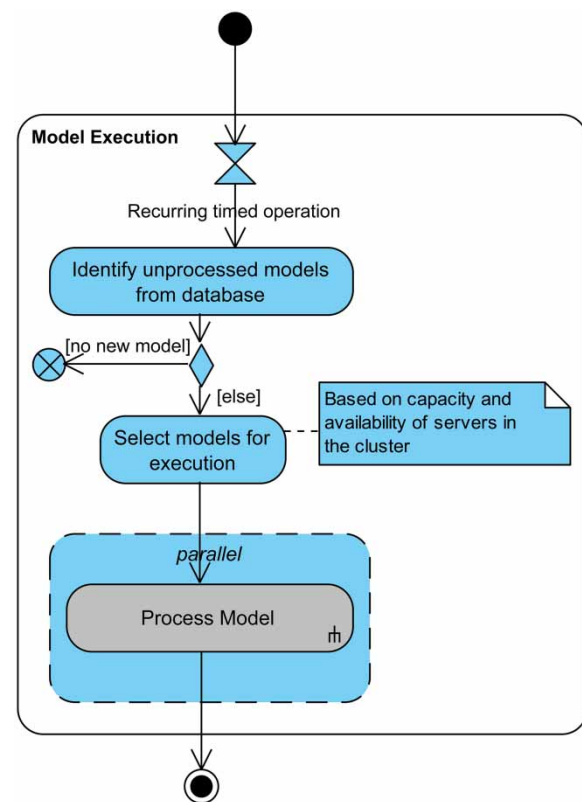 Model Execution
Recurring timed operation
Identify unprocessed models
from database
[no new model]
[else]
Based on capacity and
availability of servers in
the cluster
Select models for
execution
parallel
Process Model